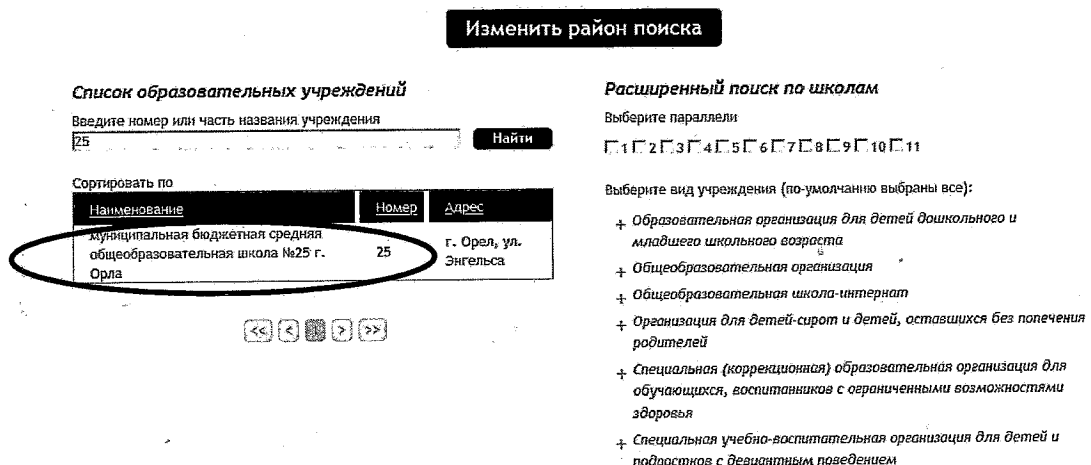 Изменить район поиска
Список образовательных учреждений
Введите номер или часть названия учреждения
25
Найти
Сортировать по
Наименование Номер Адрес
муниципальная бюджетная средняя
общеобразовательная школа №25 г.
Орла
25
г. Орел, ул.
Энгельса
<< < 1 > >>
Расширенный поиск по школам
Выберите параллели
1 2 3 4 5 6 7 8 9 10 11
Выберите вид учреждения (по-умолчанию выбраны все):
+ Образовательная организация для детей дошкольного и
младшего школьного возраста
+ Общеобразовательная организация
+ Общеобразовательная школа-интернат
+ Организация для детей-сирот и детей, оставшихся без попечения
родителей
+ Специальная (коррекционная) образовательная организация для
обучающихся, воспитанников с ограниченными возможностями
здоровья
+ Специальная учебно-воспитательная организация для детей и
подростков с девиантным поведением